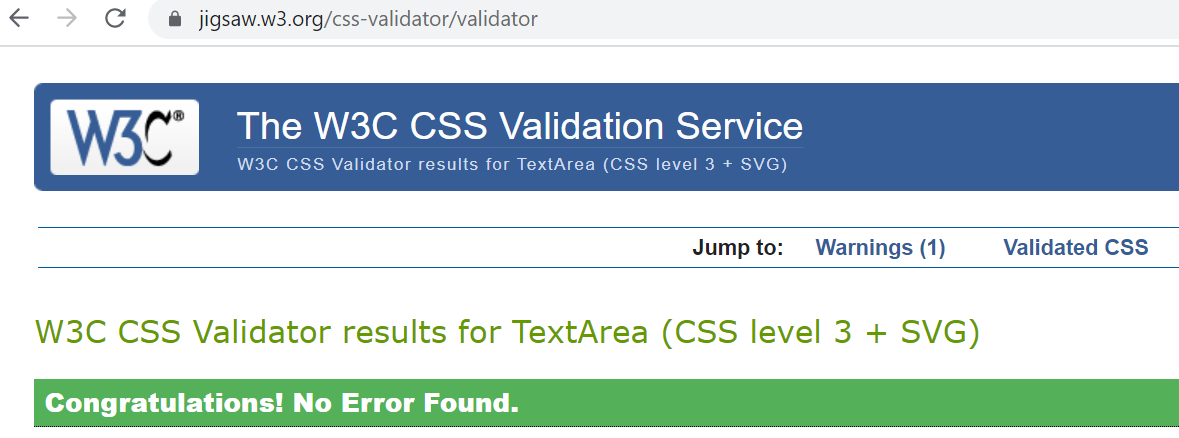 jigsaw.w3.org/css-validator/validator
W3C®
The W3C CSS Validation Service
W3C CSS Validator results for TextArea (CSS level 3 + SVG)
Jump to: Warnings (1) Validated CSS
W3C CSS Validator results for TextArea (CSS level 3 + SVG)
Congratulations! No Error Found.